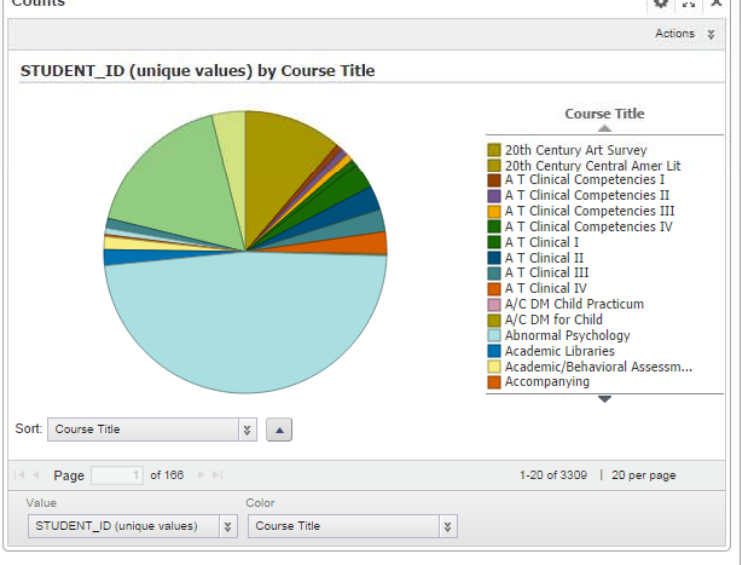 Counts
Actions
STUDENT_ID (unique values) by Course Title
Course Title
20th Century Art Survey
20th Century Central Amer Lit
A T Clinical Competencies I
A T Clinical Competencies II
A T Clinical Competencies III
A T Clinical Competencies IV
A T Clinical I
A T Clinical II
A T Clinical III
A T Clinical IV
A/C DM Child Practicum
A/C DM for Child
Abnormal Psychology
Academic Libraries
Academic/Behavioral Assessm...
Accompanying
Sort: Course Title
Page 1 of 166 1-20 of 3309 | 20 per page
Value Color
STUDENT_ID (unique values) Course Title